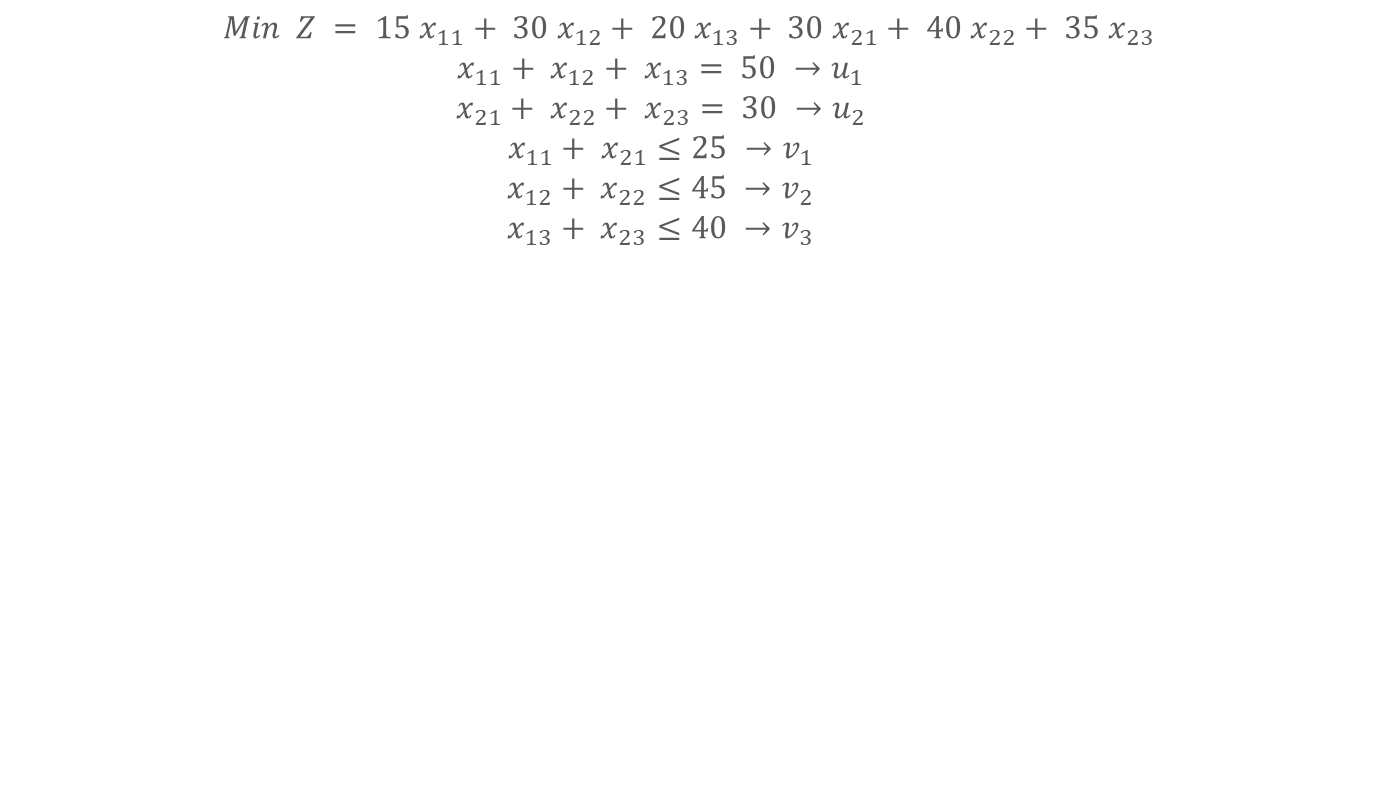 Min Z = 15 x₁₁ + 30 x₁₂ + 20 x₁₃ + 30 x₂₁ + 40 x₂₂ + 35 x₂₃
x₁₁ + x₁₂ + x₁₃ = 50 → u₁
x₂₁ + x₂₂ + x₂₃ = 30 → u₂
x₁₁ + x₂₁ ≤ 25 → v₁
x₁₂ + x₂₂ ≤ 45 → v₂
x₁₃ + x₂₃ ≤ 40 → v₃